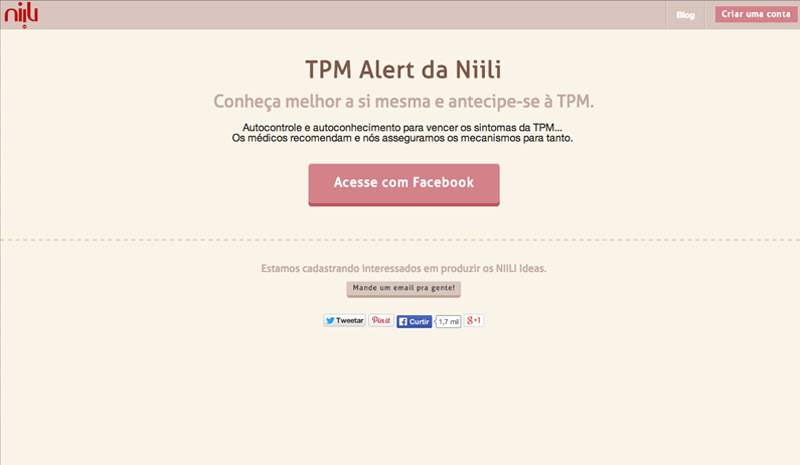 niili
Blog
Criar uma conta
TPM Alert da Niili
Conheça melhor a si mesma e antecipe-se à TPM.
Autocontrole e autoconhecimento para vencer os sintomas da TPM...
Os médicos recomendam e nós asseguramos os mecanismos para tanto.
Acesse com Facebook
Estamos cadastrando interessados em produzir os NIILI Ideas.
Mande um email pra gente!
Tweetar
Pin it
Curtir
1,7 mil
g+1